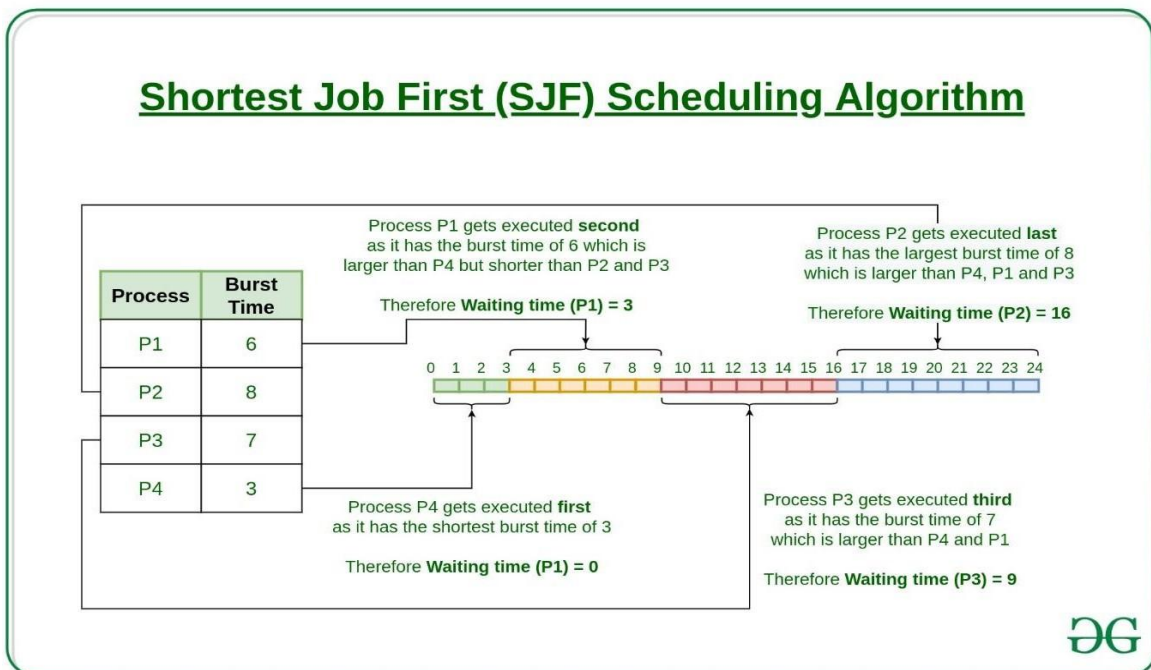 Shortest Job First (SJF) Scheduling Algorithm
Process P1 gets executed second
as it has the burst time of 6 which is
larger than P4 but shorter than P2 and P3
Therefore Waiting time (P1) = 3
Process P2 gets executed last
as it has the largest burst time of 8
which is larger than P4, P1 and P3
Therefore Waiting time (P2) = 16
Process Burst
Time
P1 6
P2 8
P3 7
P4 3
0 1 2 3 4 5 6 7 8 9 10 11 12 13 14 15 16 17 18 19 20 21 22 23 24
Process P4 gets executed first
as it has the shortest burst time of 3
Therefore Waiting time (P1) = 0
Process P3 gets executed third
as it has the burst time of 7
which is larger than P4 and P1
Therefore Waiting time (P3) = 9